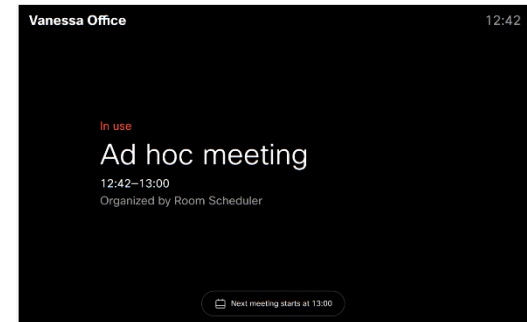 Vanessa Office 12:42
In use
Ad hoc meeting
12:42–13:00
Organized by Room Scheduler
Next meeting starts at 13:00